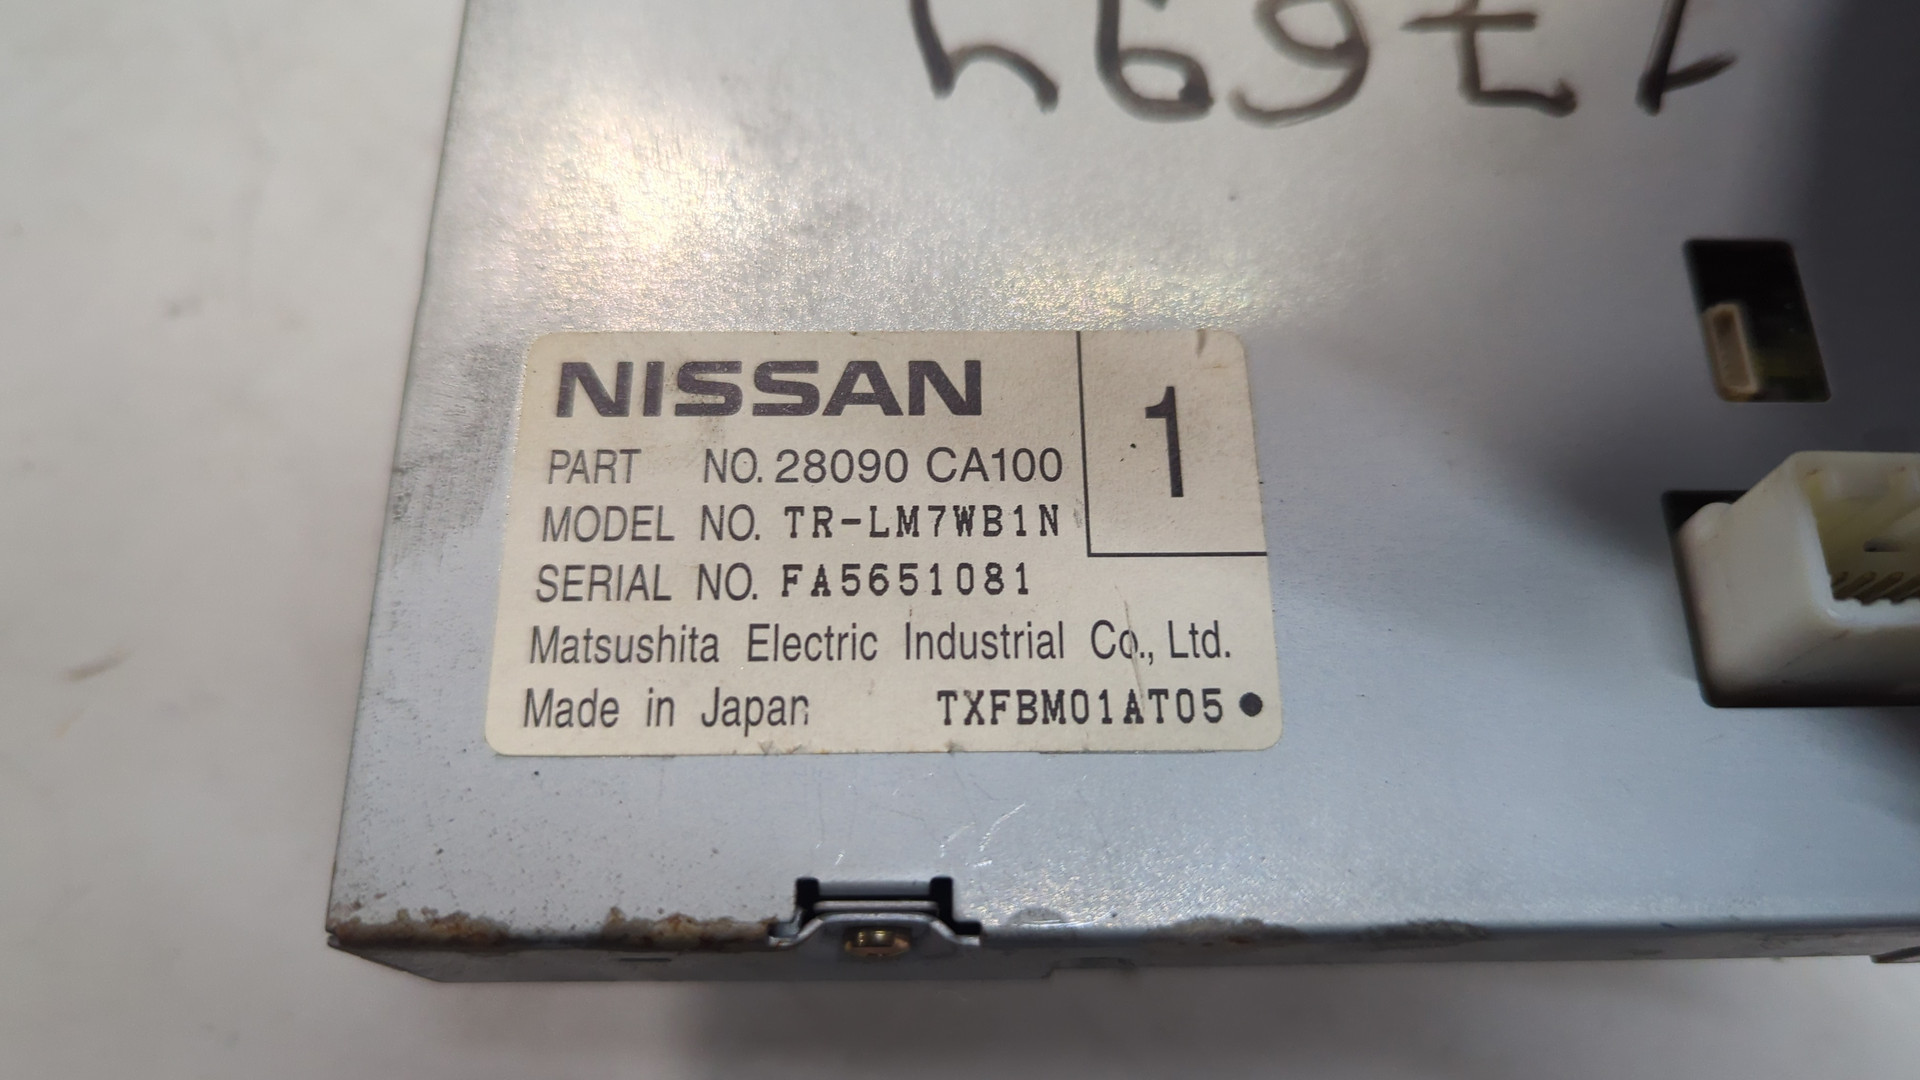 NISSAN
1
PART NO. 28090 CA100
MODEL NO. TR-LM7WB1N
SERIAL NO. FA5651081
Matsushita Electric Industrial Co., Ltd.
Made in Japan TXFBM01AT05●